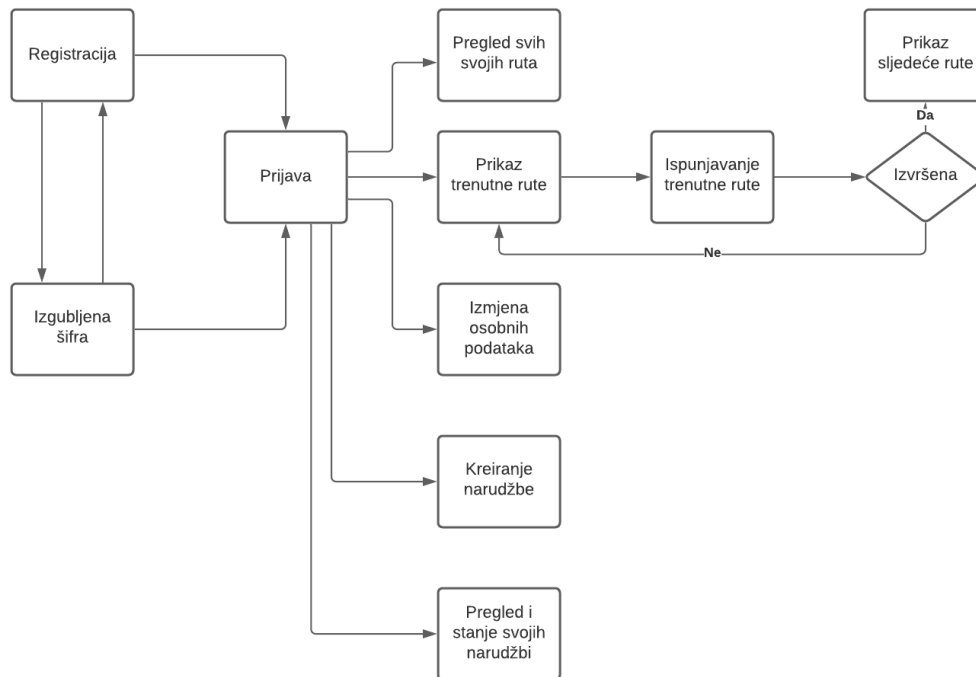 Registracija
Pregled svih
svojih ruta
Prikaz
sljedeće rute
Da
Prijava
Prikaz
trenutne rute
Ispunjavanje
trenutne rute
Izvršena
Ne
Izgubljena
šifra
Izmjena
osobnih
podataka
Kreiranje
narudžbe
Pregled i
stanje svojih
narudžbi